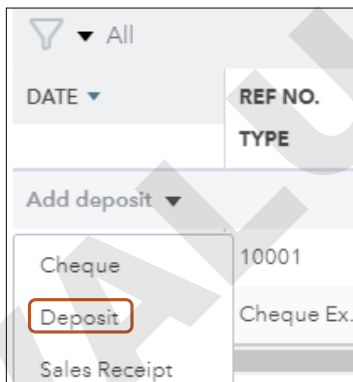 All
DATE REF NO.
TYPE
Add deposit
Cheque 10001
Deposit Cheque Ex.
Sales Receipt